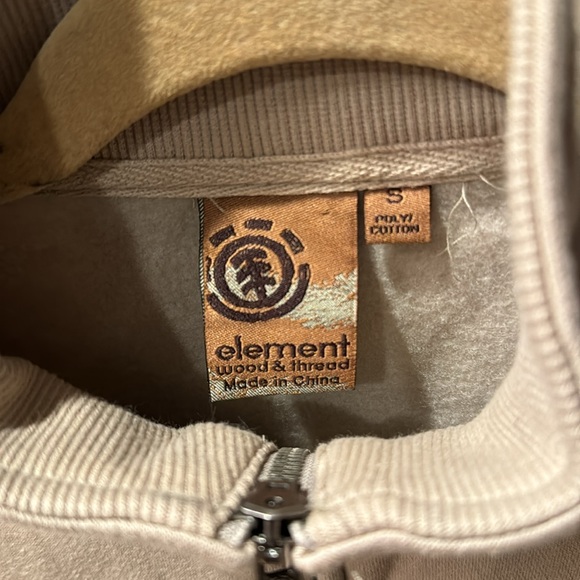 S
POLY/
COTTON
element
wood & thread
Made in China